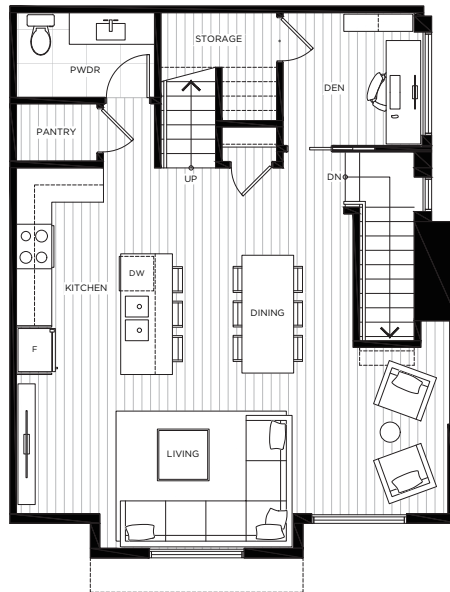 STORAGE
PWDR
DEN
PANTRY
UP
DN
KITCHEN
DW
DINING
F
LIVING